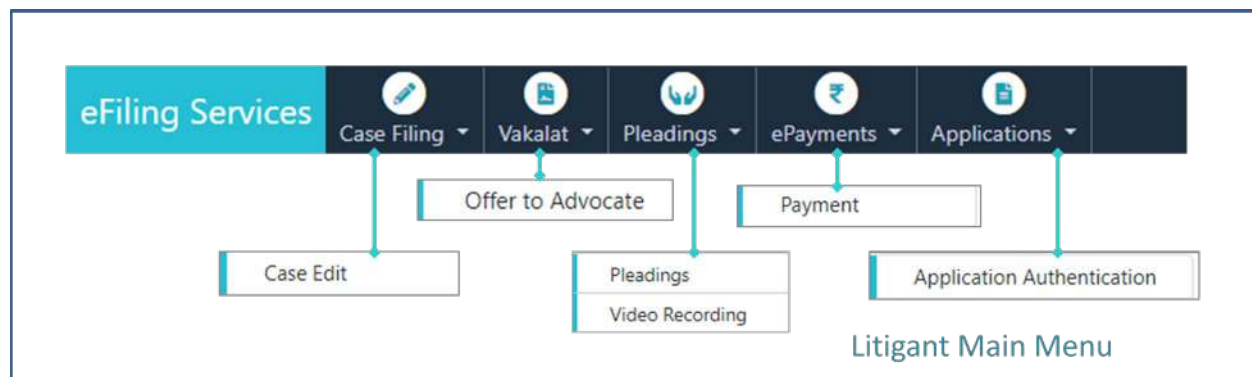 eFiling Services
Case Filing
Vakalat
Pleadings
ePayments
Applications
Offer to Advocate
Payment
Case Edit
Pleadings
Application Authentication
Video Recording
Litigant Main Menu